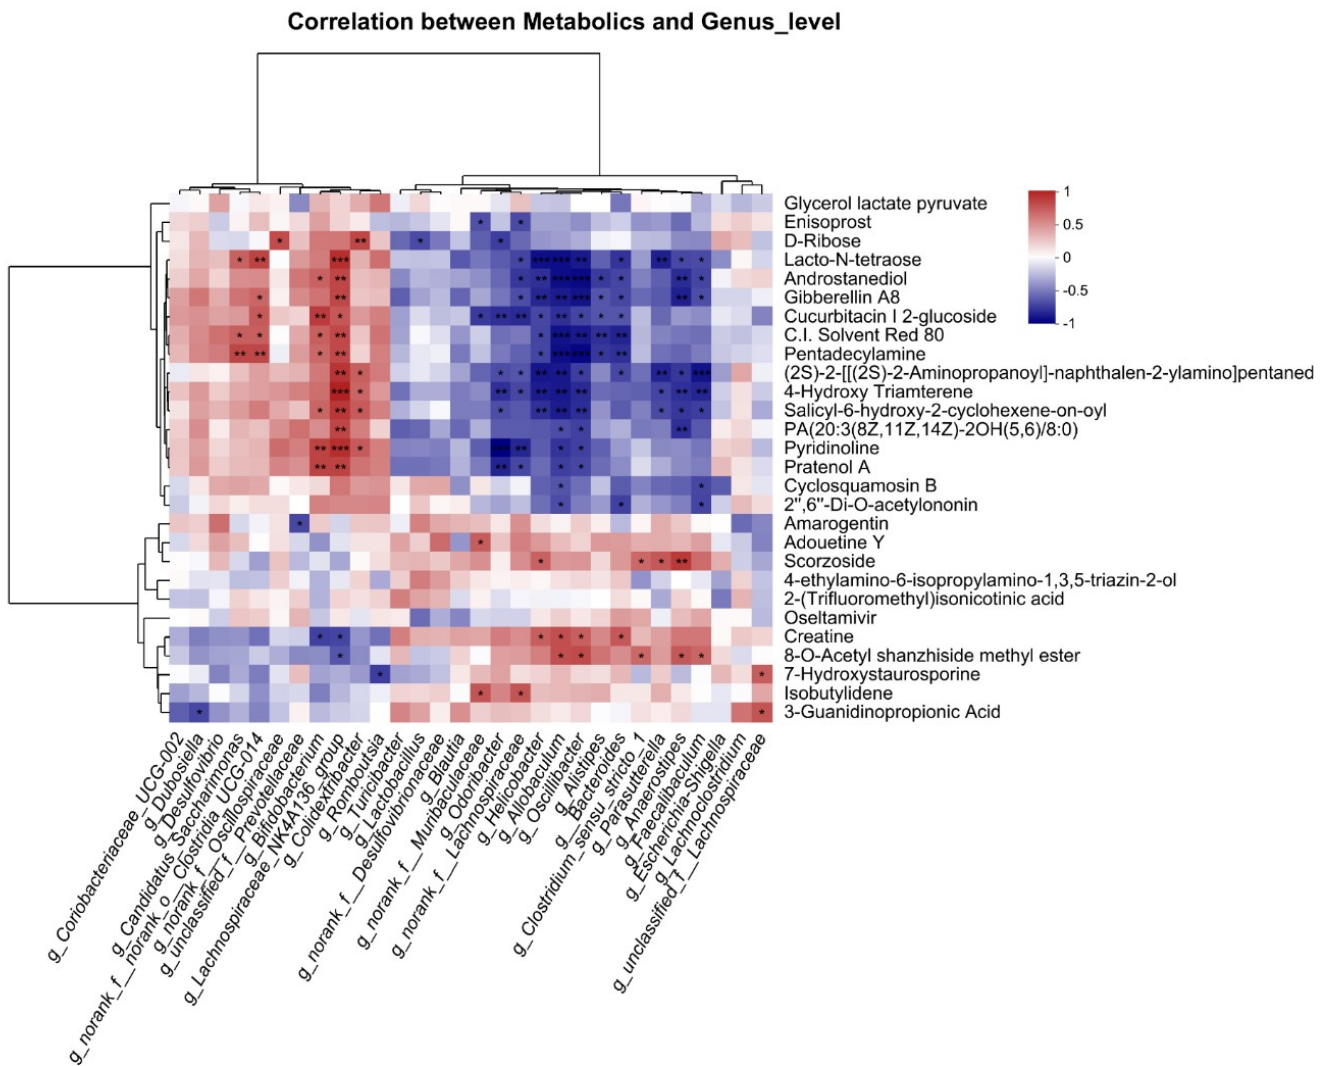 Correlation between Metabolics and Genus_level
Glycerol lactate pyruvate
Enisoprost
D-Ribose
Lacto-N-tetraose
Androstanediol
Gibberellin A8
Cucurbitacin I 2-glucoside
C.I. Solvent Red 80
Pentadecylamine
(2S)-2-[[(2S)-2-Aminopropanoyl]-naphthalen-2-ylamino]pentaned
4-Hydroxy Triamterene
Salicyl-6-hydroxy-2-cyclohexene-on-oyl
PA(20:3(8Z,11Z,14Z)-2OH(5,6)/8:0)
Pyridinoline
Pratenol A
Cyclosquamosin B
2'',6''-Di-O-acetylononin
Amarogentin
Adouetine Y
Scorzoside
4-ethylamino-6-isopropylamino-1,3,5-triazin-2-ol
2-(Trifluoromethyl)isonicotinic acid
Oseltamivir
Creatine
8-O-Acetyl shanzhiside methyl ester
7-Hydroxystaurosporine
Isobutylidene
3-Guanidinopropionic Acid
1
0.5
0
-0.5
-1
g_Coriobacteriaceae_UCG-002
g_Dubosiella
g_Desulfovibrio
g_Candidatus_Saccharimonas
g_norank_f__norank_o__Clostridia_UCG-014
g_norank_f__Oscillospiraceae
g_unclassified_f__Prevotellaceae
g_Bifidobacterium
g_Lachnospiraceae_NK4A136_group
g_Colidextribacter
g_Romboutsia
g_Turicibacter
g_Lactobacillus
g_norank_f__Desulfovibrionaceae
g_Blautia
g_norank_f__Muribaculaceae
g_Odoribacter
g_norank_f__Lachnospiraceae
g_Helicobacter
g_Allobaculum
g_Oscillibacter
g_Alistipes
g_Bacteroides
g_Clostridium_sensu_stricto_1
g_Parasutterella
g_Anaerostipes
g_Faecalibaculum
g_Escherichia-Shigella
g_Lachnoclostridium
g_unclassified_f__Lachnospiraceae